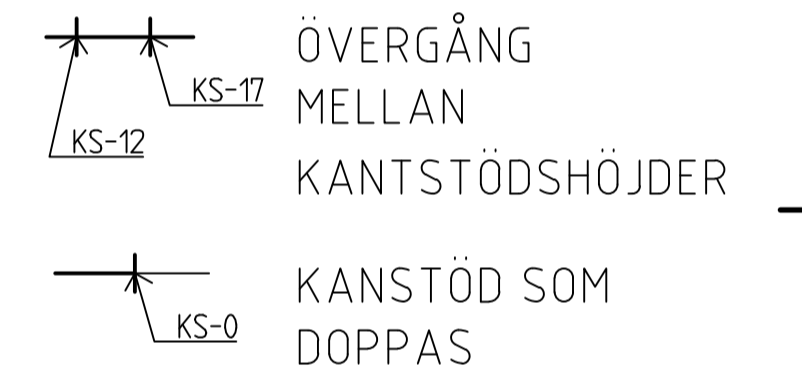 ÖVERGÅNG
KS-17
MELLAN
KS-12
KANTSTÖDSHÖJDER
KANSTÖD SOM
KS-0
DOPPAS